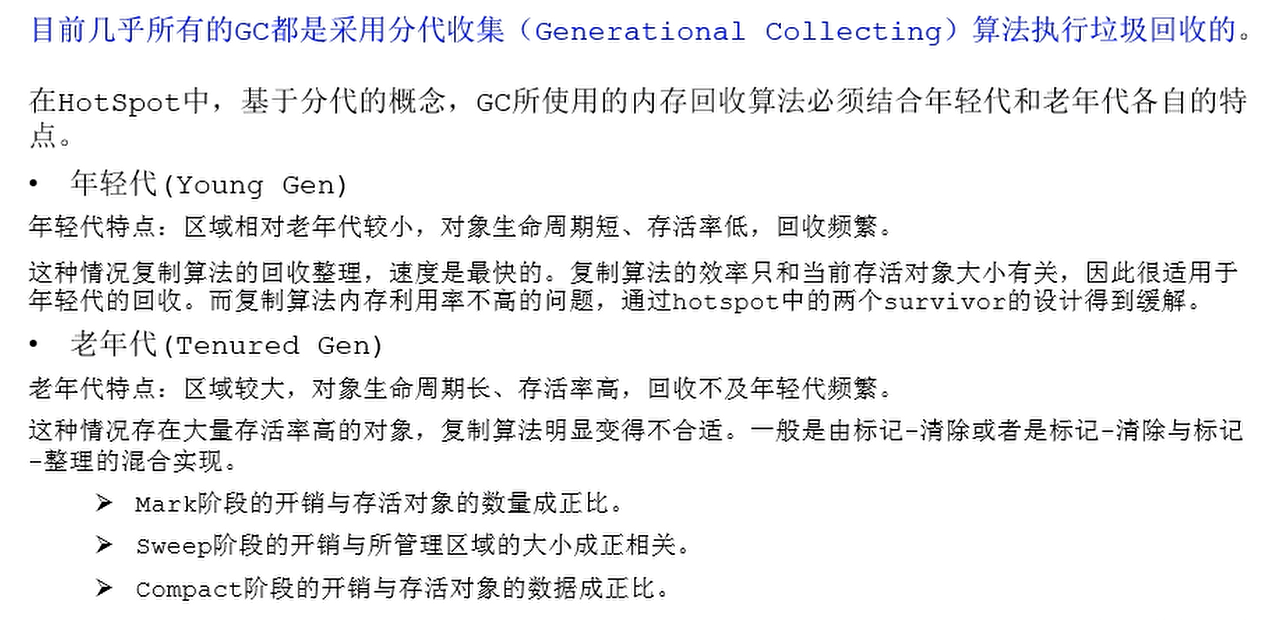 目前几乎所有的GC都是采用分代收集（Generational Collecting）算法执行垃圾回收的。
在HotSpot中，基于分代的概念，GC所使用的内存回收算法必须结合年轻代和老年代各自的特
点。
• 年轻代(Young Gen)
年轻代特点：区域相对老年代较小，对象生命周期短、存活率低，回收频繁。
这种情况复制算法的回收整理，速度是最快的。复制算法的效率只和当前存活对象大小有关，因此很适用于
年轻代的回收。而复制算法内存利用率不高的问题，通过hotspot中的两个survivor的设计得到缓解。
• 老年代(Tenured Gen)
老年代特点：区域较大，对象生命周期长、存活率高，回收不及年轻代频繁。
这种情况存在大量存活率高的对象，复制算法明显变得不合适。一般是由标记-清除或者是标记-清除与标记
-整理的混合实现。
➢ Mark阶段的开销与存活对象的数量成正比。
➢ Sweep阶段的开销与所管理区域的大小成正相关。
➢ Compact阶段的开销与存活对象的数据成正比。